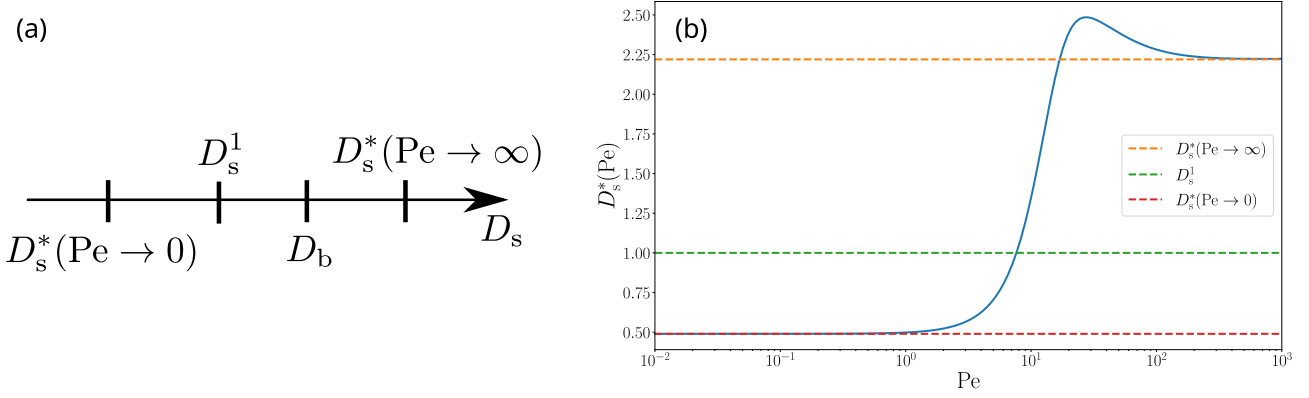 (a)
D_s^1
D_s^*(Pe → ∞)
D_s^*(Pe → 0)
D_b
D_s
(b)
2.50
2.25
2.00
1.75
1.50
1.25
1.00
0.75
0.50
D_s^*(Pe)
D_s^*(Pe → ∞)
D_s^1
D_s^*(Pe → 0)
10^{-2} 10^{-1} 10^0 10^1 10^2 10^3
Pe